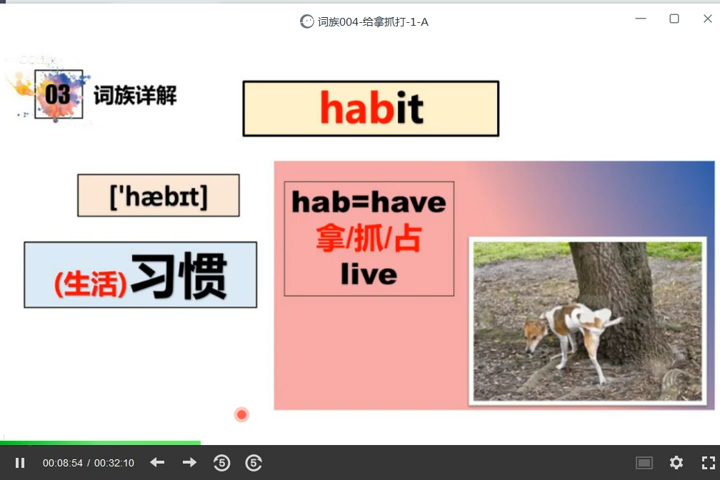 词族004-给拿抓打-1-A
03 词族详解
habit
['hæbɪt]
(生活)习惯
hab=have
拿/抓/占
live
00:08:54 / 00:32:10
5 5